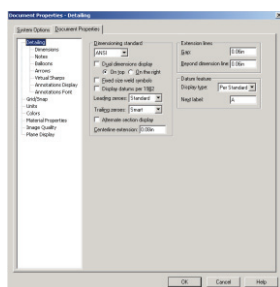 Document Properties - Detailing
System Options
Document Properties
Detailing
Dimensions
Notes
Balloons
Arrows
Virtual Sharps
Annotations Display
Annotations Font
Grid/Snap
Units
Colors
Material Properties
Image Quality
Plane Display
Dimensioning standard
ANSI
Dual dimensions display
On top
On the right
Fixed size weld symbols
Display datums per 1982
Leading zeroes:
Standard
Trailing zeroes:
Smart
Alternate section display
Centerline extension:
0.06in
Extension lines
Gap:
0.06in
Beyond dimension line:
0.06in
Datum feature
Display type:
Per Standard
Next label:
A
OK
Cancel
Help